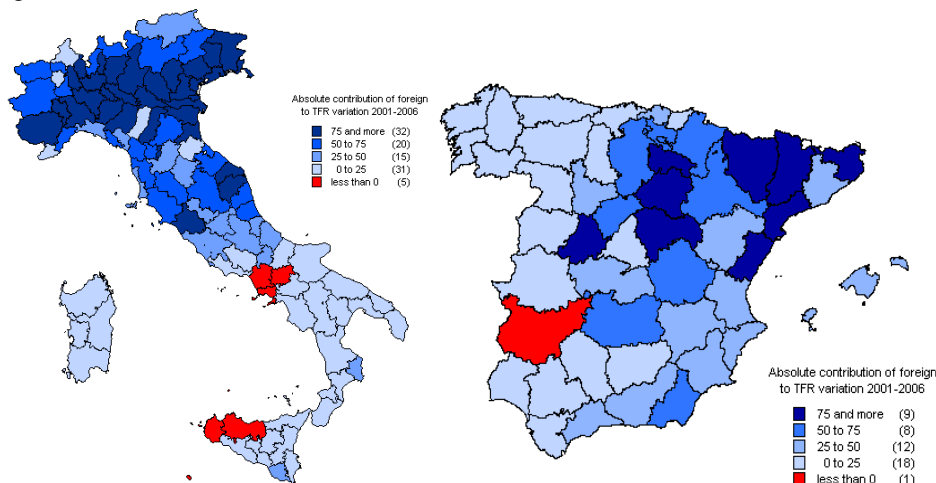 Absolute contribution of foreign
to TFR variation 2001-2006
75 and more (32)
50 to 75 (20)
25 to 50 (15)
0 to 25 (31)
less than 0 (5)
Absolute contribution of foreign
to TFR variation 2001-2006
75 and more (9)
50 to 75 (8)
25 to 50 (12)
0 to 25 (18)
less than 0 (1)